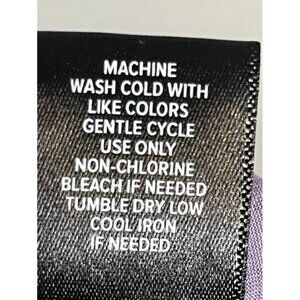 MACHINE
WASH COLD WITH
LIKE COLORS
GENTLE CYCLE
USE ONLY
NON-CHLORINE
BLEACH IF NEEDED
TUMBLE DRY LOW
COOL IRON
IF NEEDED